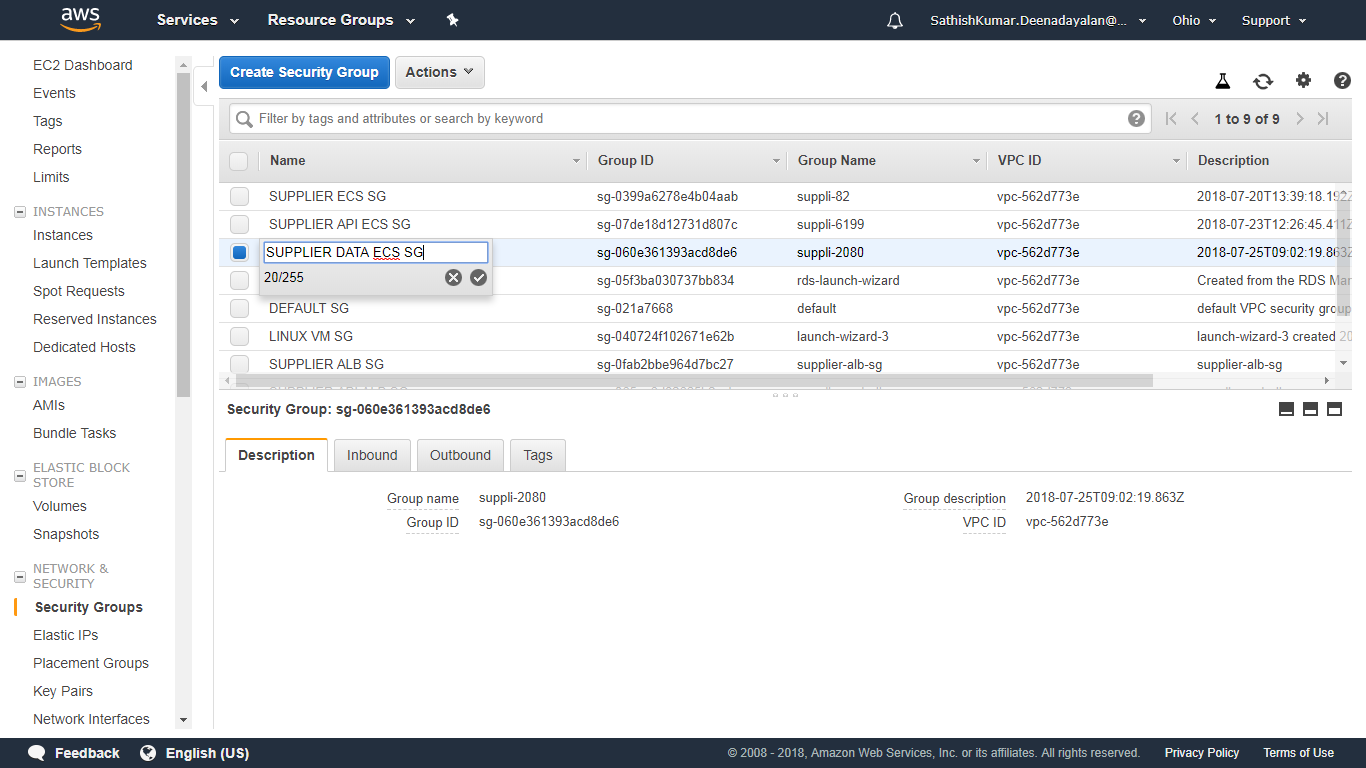 aws Services Resource Groups SathishKumar.Deenadayalan@... Ohio Support
EC2 Dashboard
Events
Tags
Reports
Limits
INSTANCES
Instances
Launch Templates
Spot Requests
Reserved Instances
Dedicated Hosts
IMAGES
AMIs
Bundle Tasks
ELASTIC BLOCK
STORE
Volumes
Snapshots
NETWORK &
SECURITY
Security Groups
Elastic IPs
Placement Groups
Key Pairs
Network Interfaces
Create Security Group Actions
Filter by tags and attributes or search by keyword 1 to 9 of 9
Name Group ID Group Name VPC ID Description
SUPPLIER ECS SG sg-0399a6278e4b04aab suppli-82 vpc-562d773e 2018-07-20T13:39:18.192Z
SUPPLIER API ECS SG sg-07de18d12731d807c suppli-6199 vpc-562d773e 2018-07-23T12:26:45.411Z
SUPPLIER DATA ECS SG sg-060e361393acd8de6 suppli-2080 vpc-562d773e 2018-07-25T09:02:19.863Z
20/255 sg-05f3ba030737bb834 rds-launch-wizard vpc-562d773e Created from the RDS Man
DEFAULT SG sg-021a7668 default vpc-562d773e default VPC security group
LINUX VM SG sg-040724f102671e62b launch-wizard-3 vpc-562d773e launch-wizard-3 created 20
SUPPLIER ALB SG sg-0fab2bbe964d7bc27 supplier-alb-sg vpc-562d773e supplier-alb-sg
Security Group: sg-060e361393acd8de6
Description Inbound Outbound Tags
Group name suppli-2080 Group description 2018-07-25T09:02:19.863Z
Group ID sg-060e361393acd8de6 VPC ID vpc-562d773e
Feedback English (US) © 2008 - 2018, Amazon Web Services, Inc. or its affiliates. All rights reserved. Privacy Policy Terms of Use